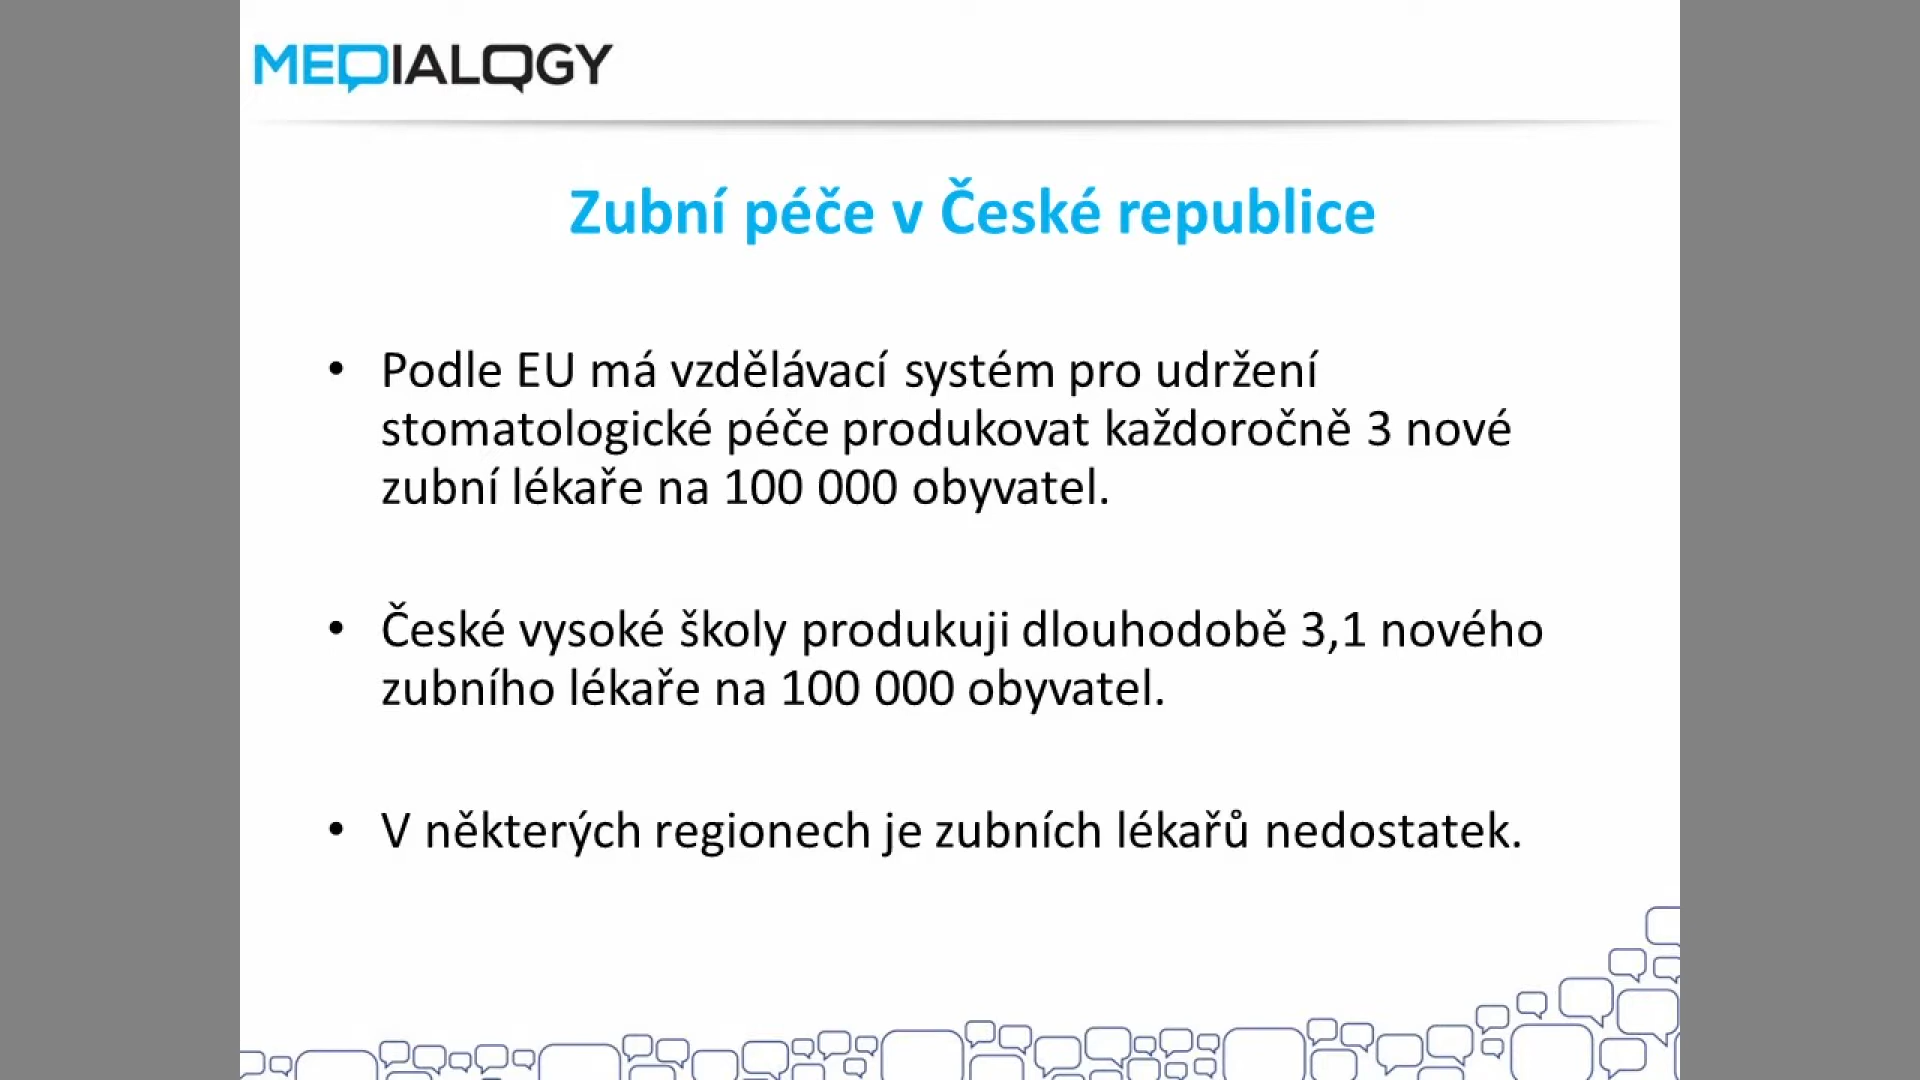 MEDIALOGY
Zubní péče v České republice
• Podle EU má vzdělávací systém pro udržení
stomatologické péče produkovat každoročně 3 nové
zubní lékaře na 100 000 obyvatel.
• České vysoké školy produkuji dlouhodobě 3,1 nového
zubního lékaře na 100 000 obyvatel.
• V některých regionech je zubních lékařů nedostatek.